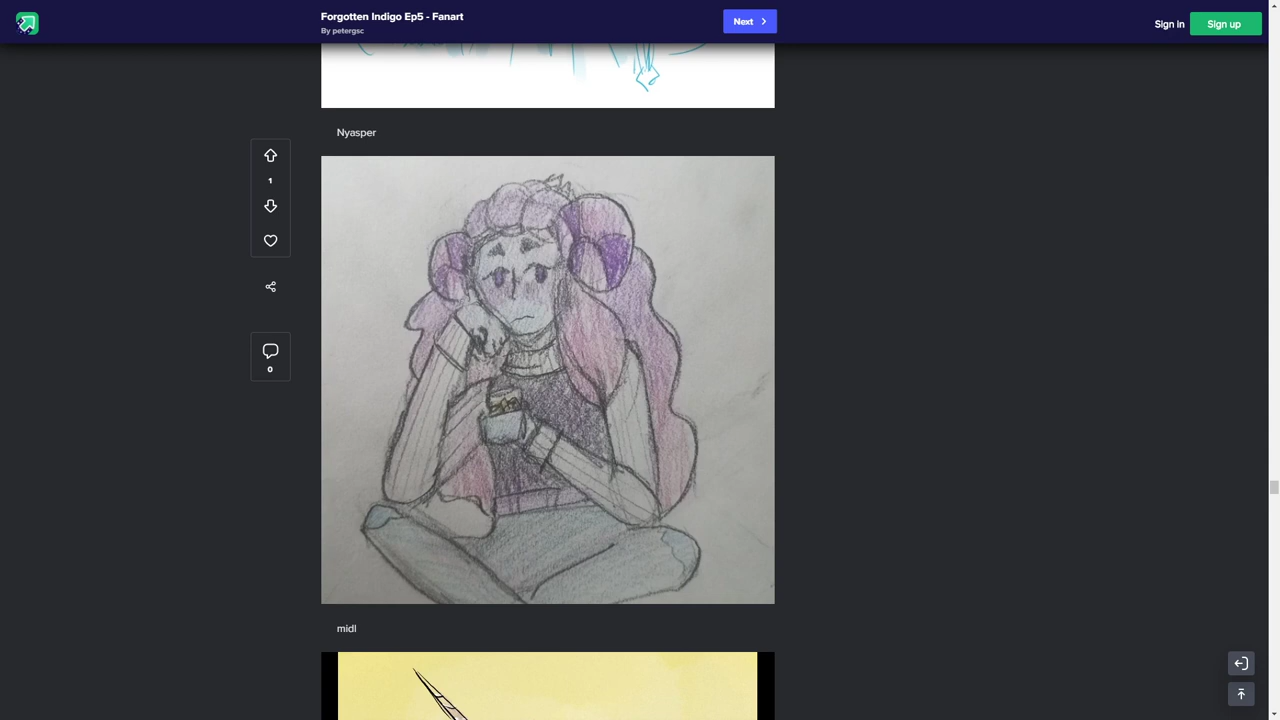 Forgotten Indigo Ep5 - Fanart
By petergsc
Next
Sign in
Sign up
Nyasper
1
0
midl